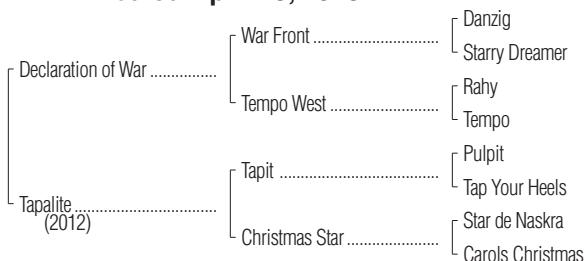 Danzig
War Front ................................
Starry Dreamer
Declaration of War ................
Rahy
Tempo West ............................
Tempo
Pulpit
Tapit ........................................
Tap Your Heels
Tapalite ....................................
(2012)
Star de Naskra
Christmas Star .......................
Carols Christmas